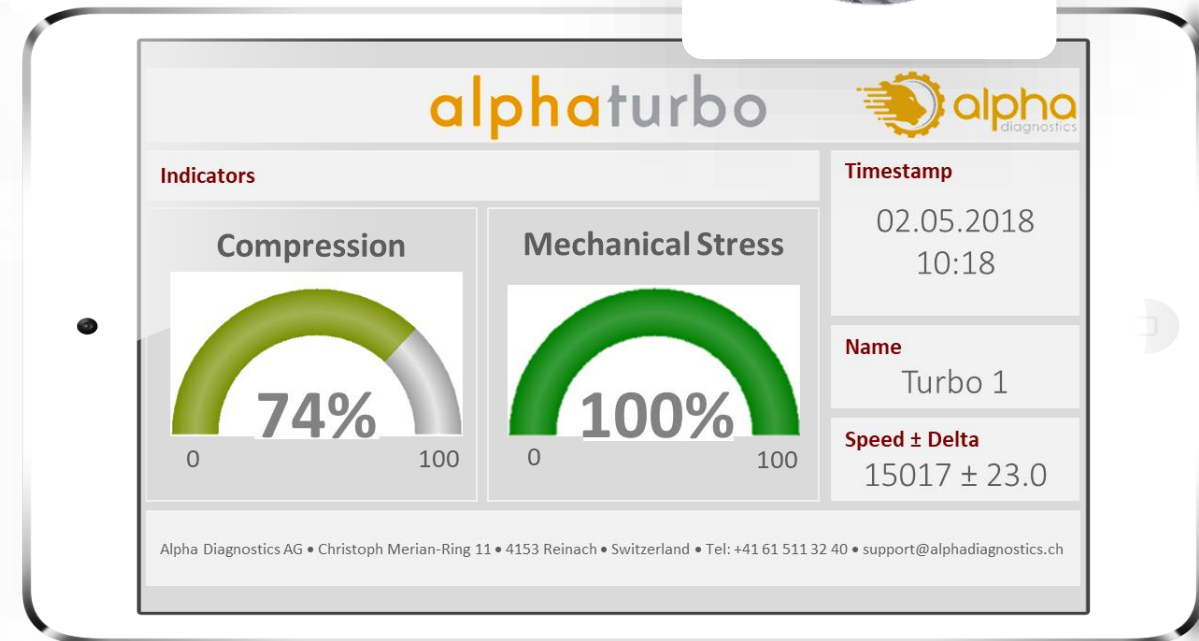 alphaturbo
alpha
diagnostics
Indicators
Timestamp
02.05.2018
10:18
Compression
74%
0 100
Mechanical Stress
100%
0 100
Name
Turbo 1
Speed ± Delta
15017 ± 23.0
Alpha Diagnostics AG • Christoph Merian-Ring 11 • 4153 Reinach • Switzerland • Tel: +41 61 511 32 40 • support@alphadiagnostics.ch